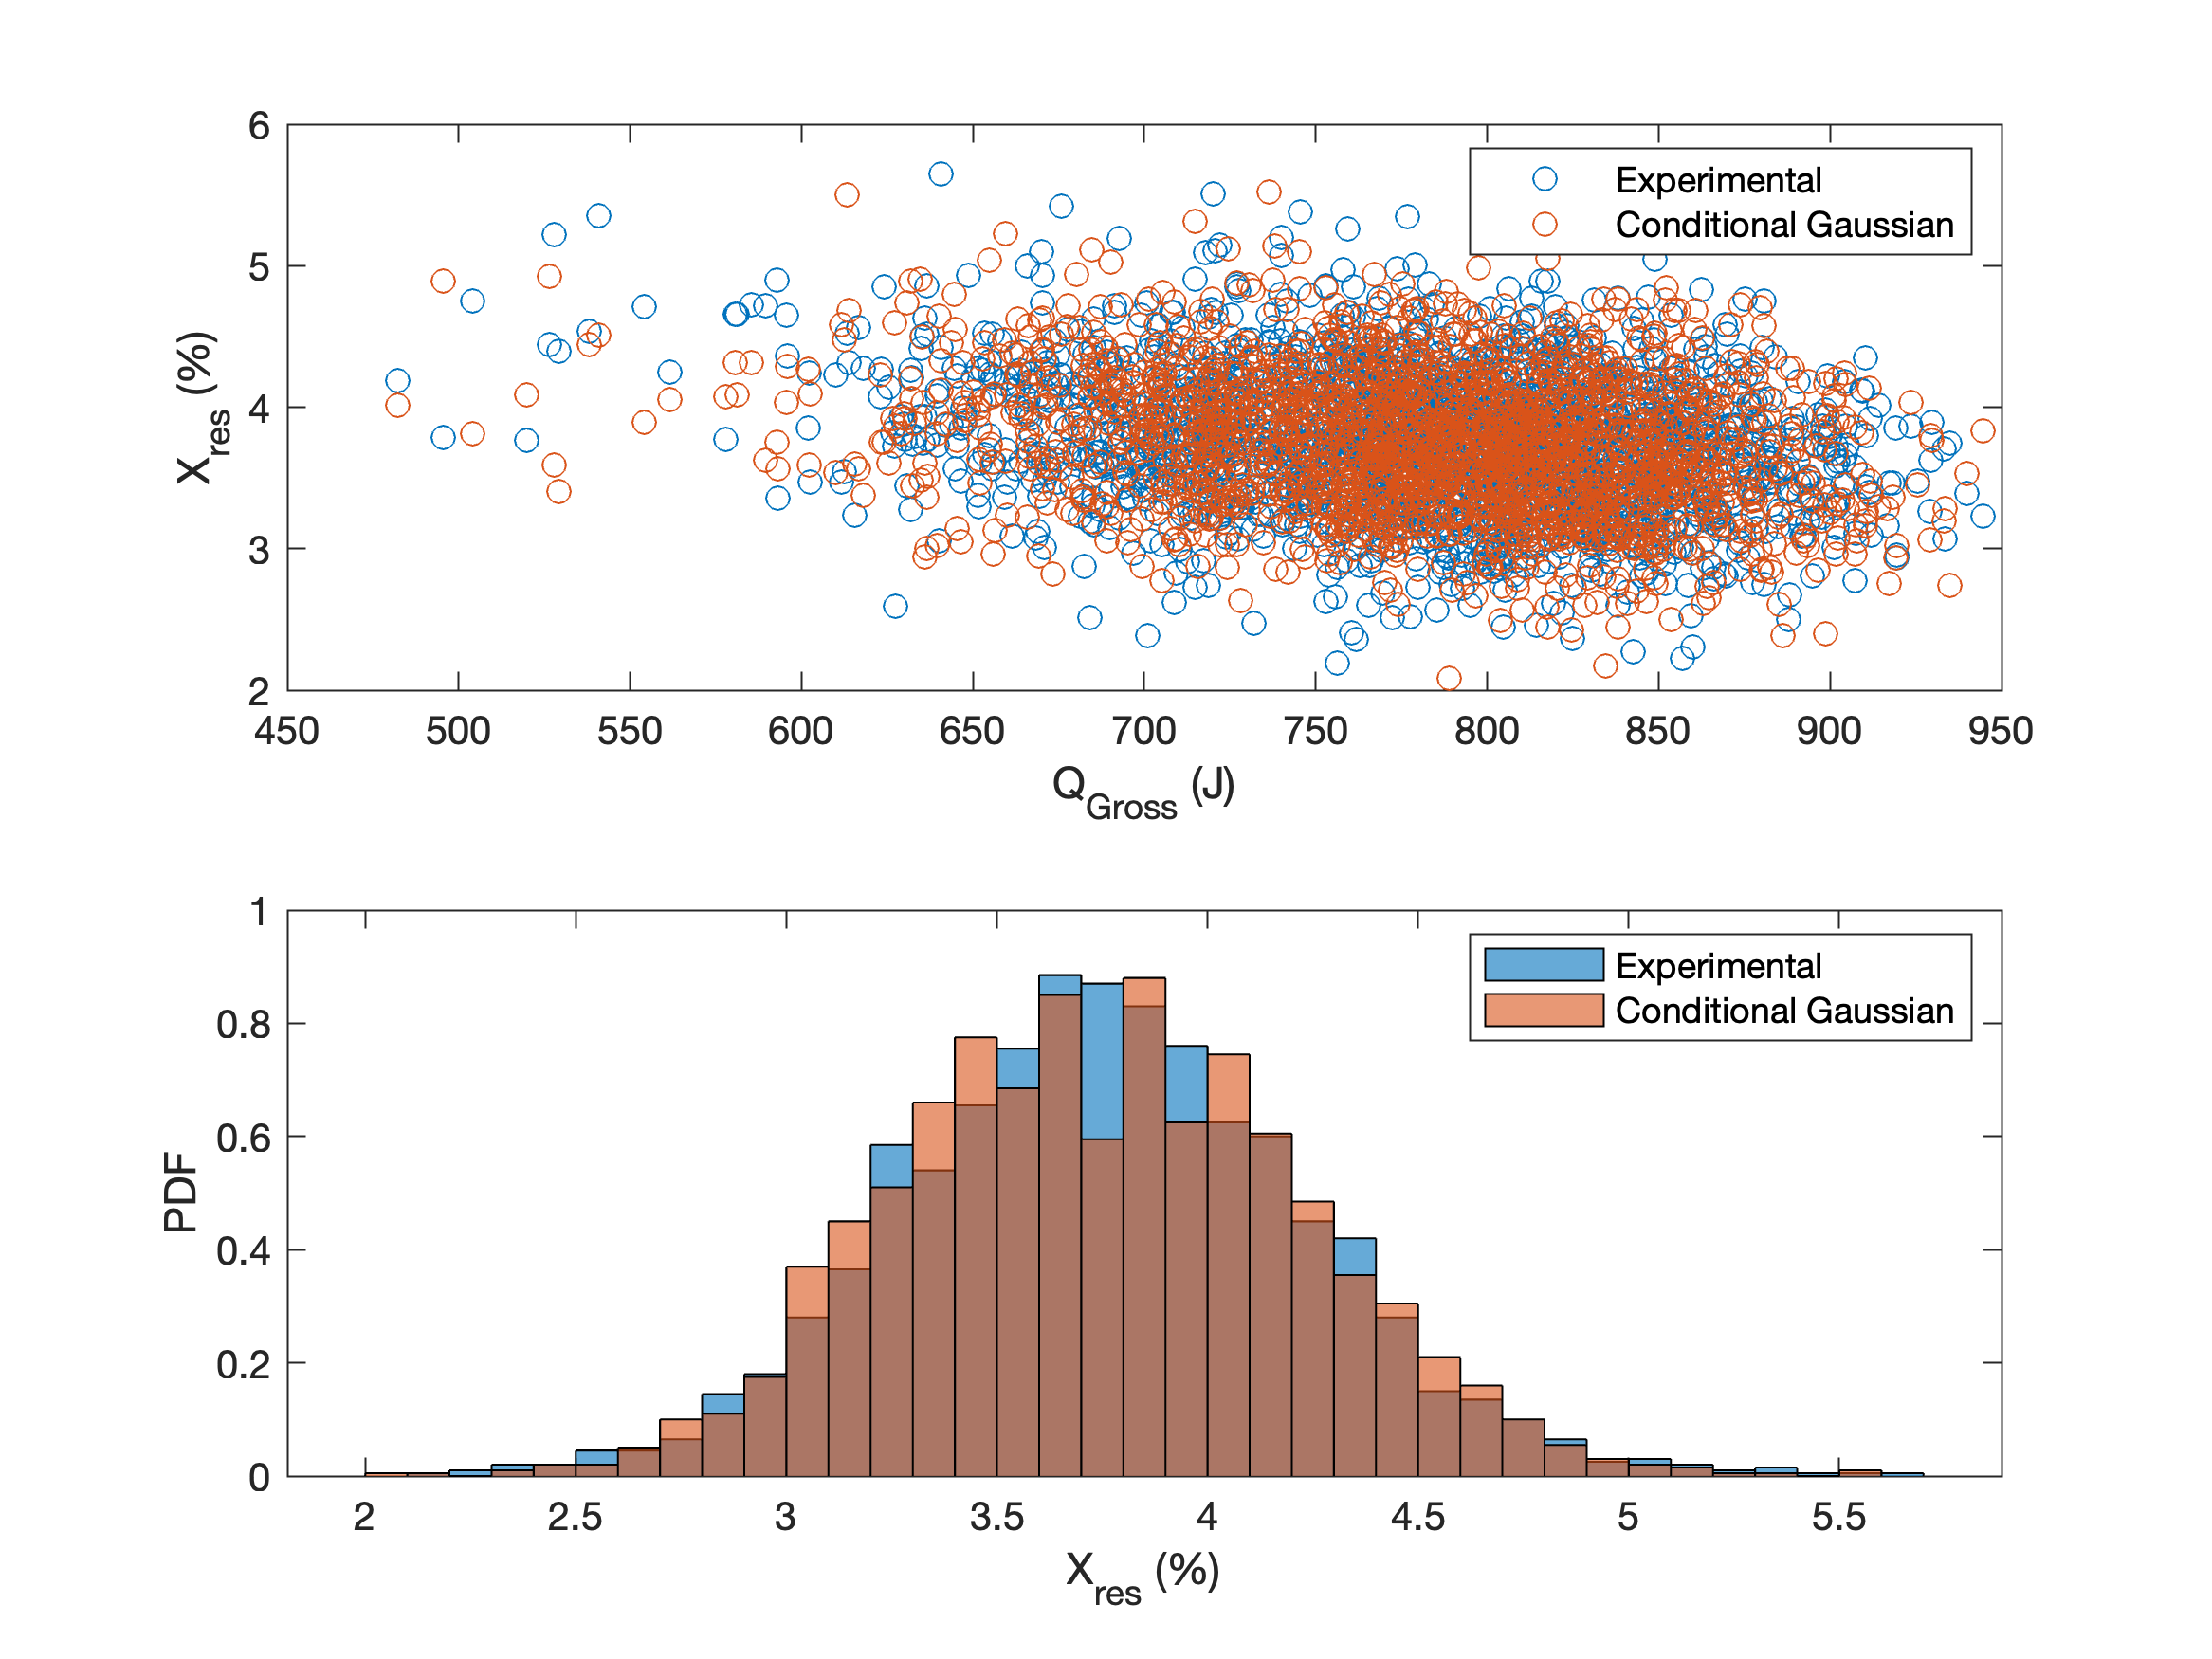 6
5
4
3
2
X_res (%)
Experimental
Conditional Gaussian
450 500 550 600 650 700 750 800 850 900 950
Q_Gross (J)
1
0.8
0.6
0.4
0.2
0
PDF
Experimental
Conditional Gaussian
2 2.5 3 3.5 4 4.5 5 5.5
X_res (%)